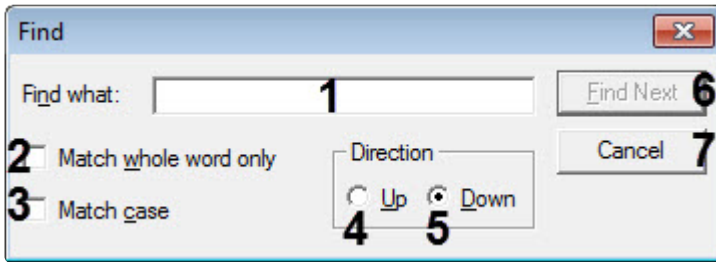 Find
Find what: 1 Find Next 6
2 Match whole word only Direction Cancel 7
3 Match case Up Down
4 5